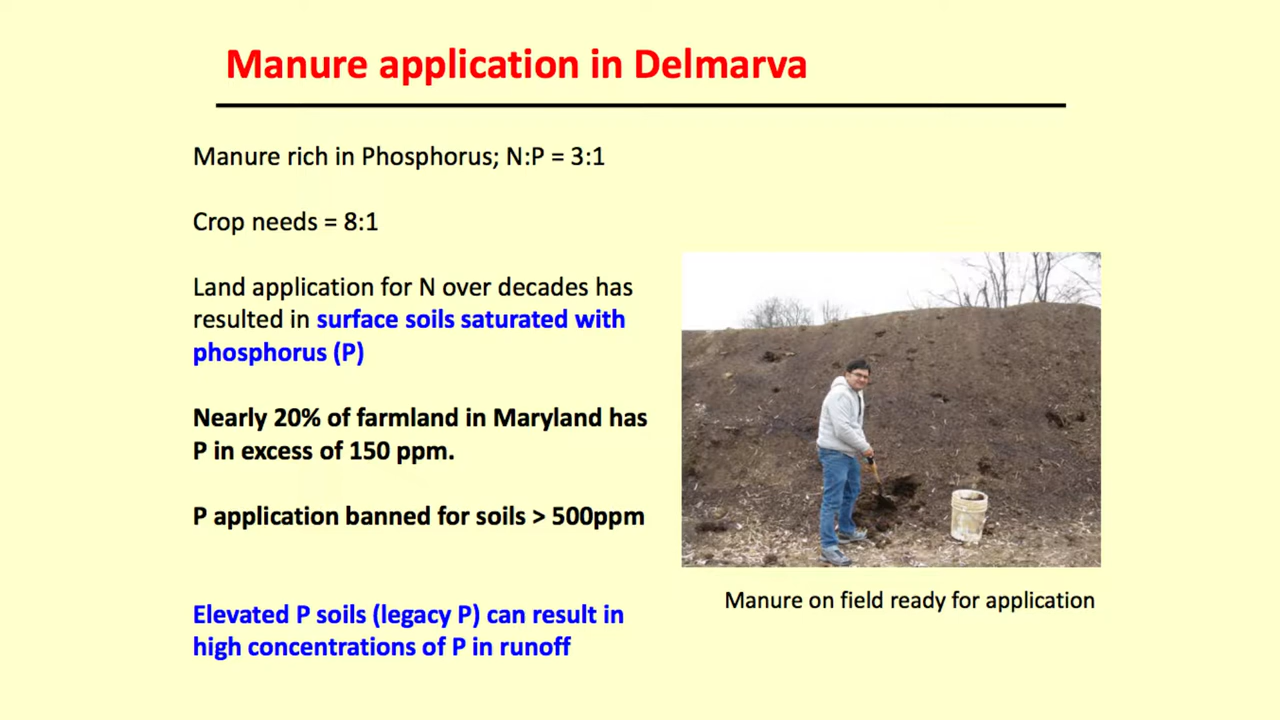 Manure application in Delmarva
Manure rich in Phosphorus; N:P = 3:1
Crop needs = 8:1
Land application for N over decades has
resulted in surface soils saturated with
phosphorus (P)
Nearly 20% of farmland in Maryland has
P in excess of 150 ppm.
P application banned for soils > 500ppm
Elevated P soils (legacy P) can result in
high concentrations of P in runoff
Manure on field ready for application